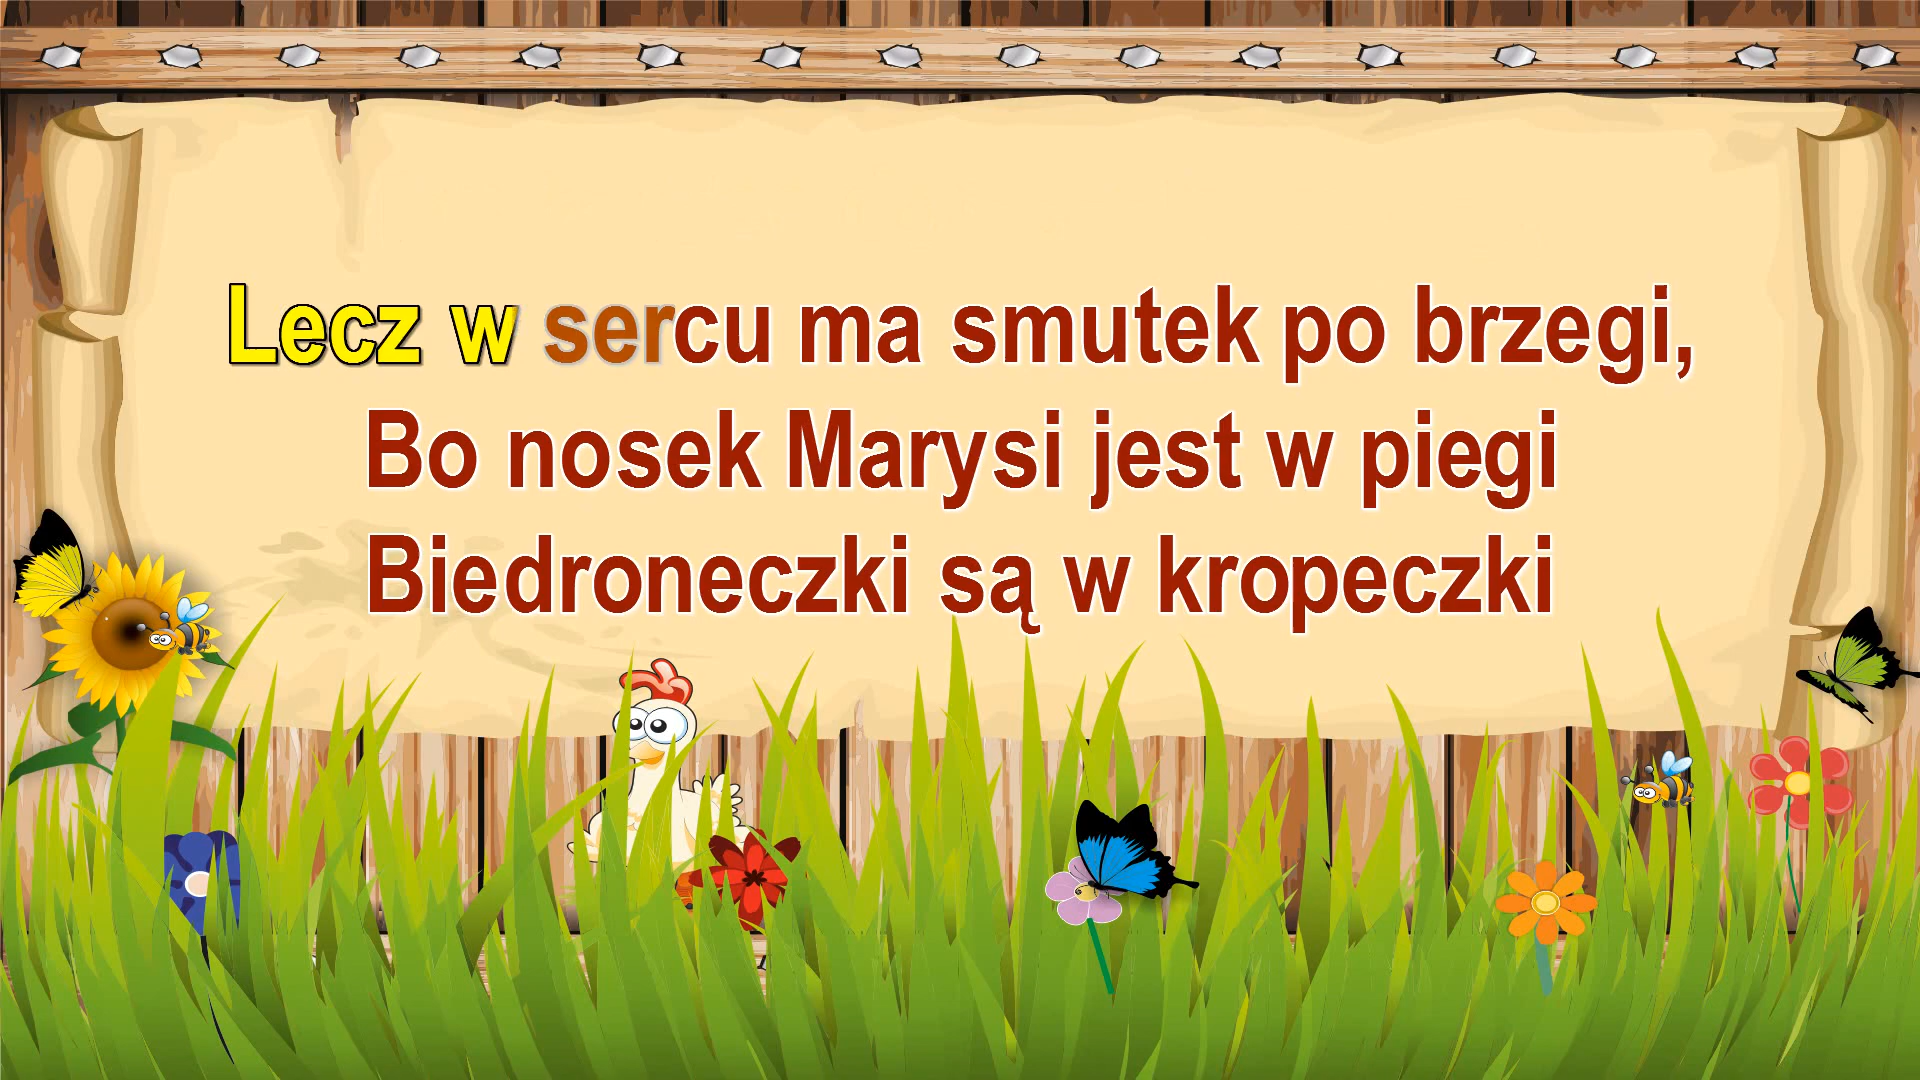 Lecz w sercu ma smutek po brzegi,
Bo nosek Marysi jest w piegi
Biedroneczki są w kropeczki